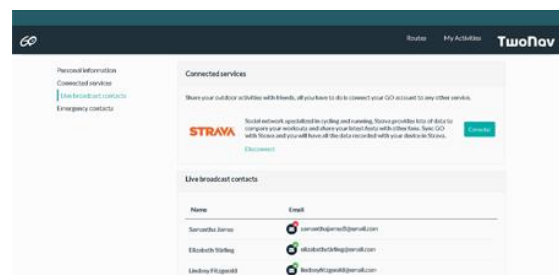 GO
Routes My Activities TwoNav
Personal information
Connected services
Live broadcast contacts
Emergency contacts
Connected services
Share your outdoor activities with friends, all you have to do is connect your GO account to any other service.
STRAVA
Social network specialized in cycling and running, Strava provides lots of data to
compare your workouts and share your latest feats with other fans. Sync GO
with Strava and you will have all the data recorded with your device in Strava.
Disconnect
Live broadcast contacts
Name Email
Samantha James
Elizabeth Stirling
Lindsay Fitzgerald